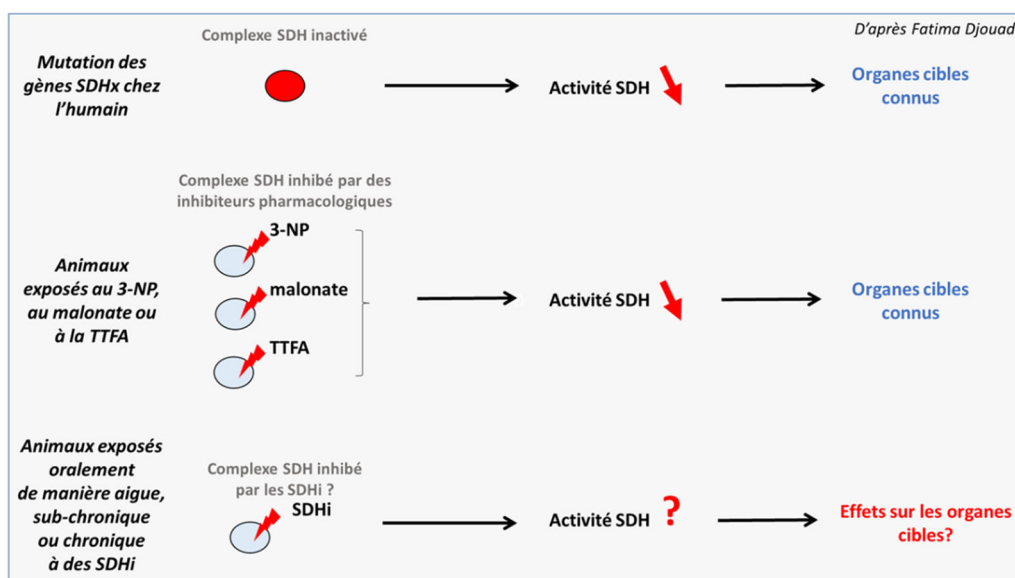 D'après Fatima Djouad
Complexe SDH inactivé
Mutation des
gènes SDHx chez
l'humain
Activité SDH
Organes cibles
connus
Complexe SDH inhibé par des
inhibiteurs pharmacologiques
Animaux
exposés au 3-NP,
au malonate ou
à la TTFA
3-NP
malonate
TTFA
Activité SDH
Organes cibles
connus
Animaux exposés
oralement
de manière aigue,
sub-chronique
ou chronique
à des SDHi
Complexe SDH inhibé
par les SDHi ?
SDHi
Activité SDH ?
Effets sur les organes
cibles?